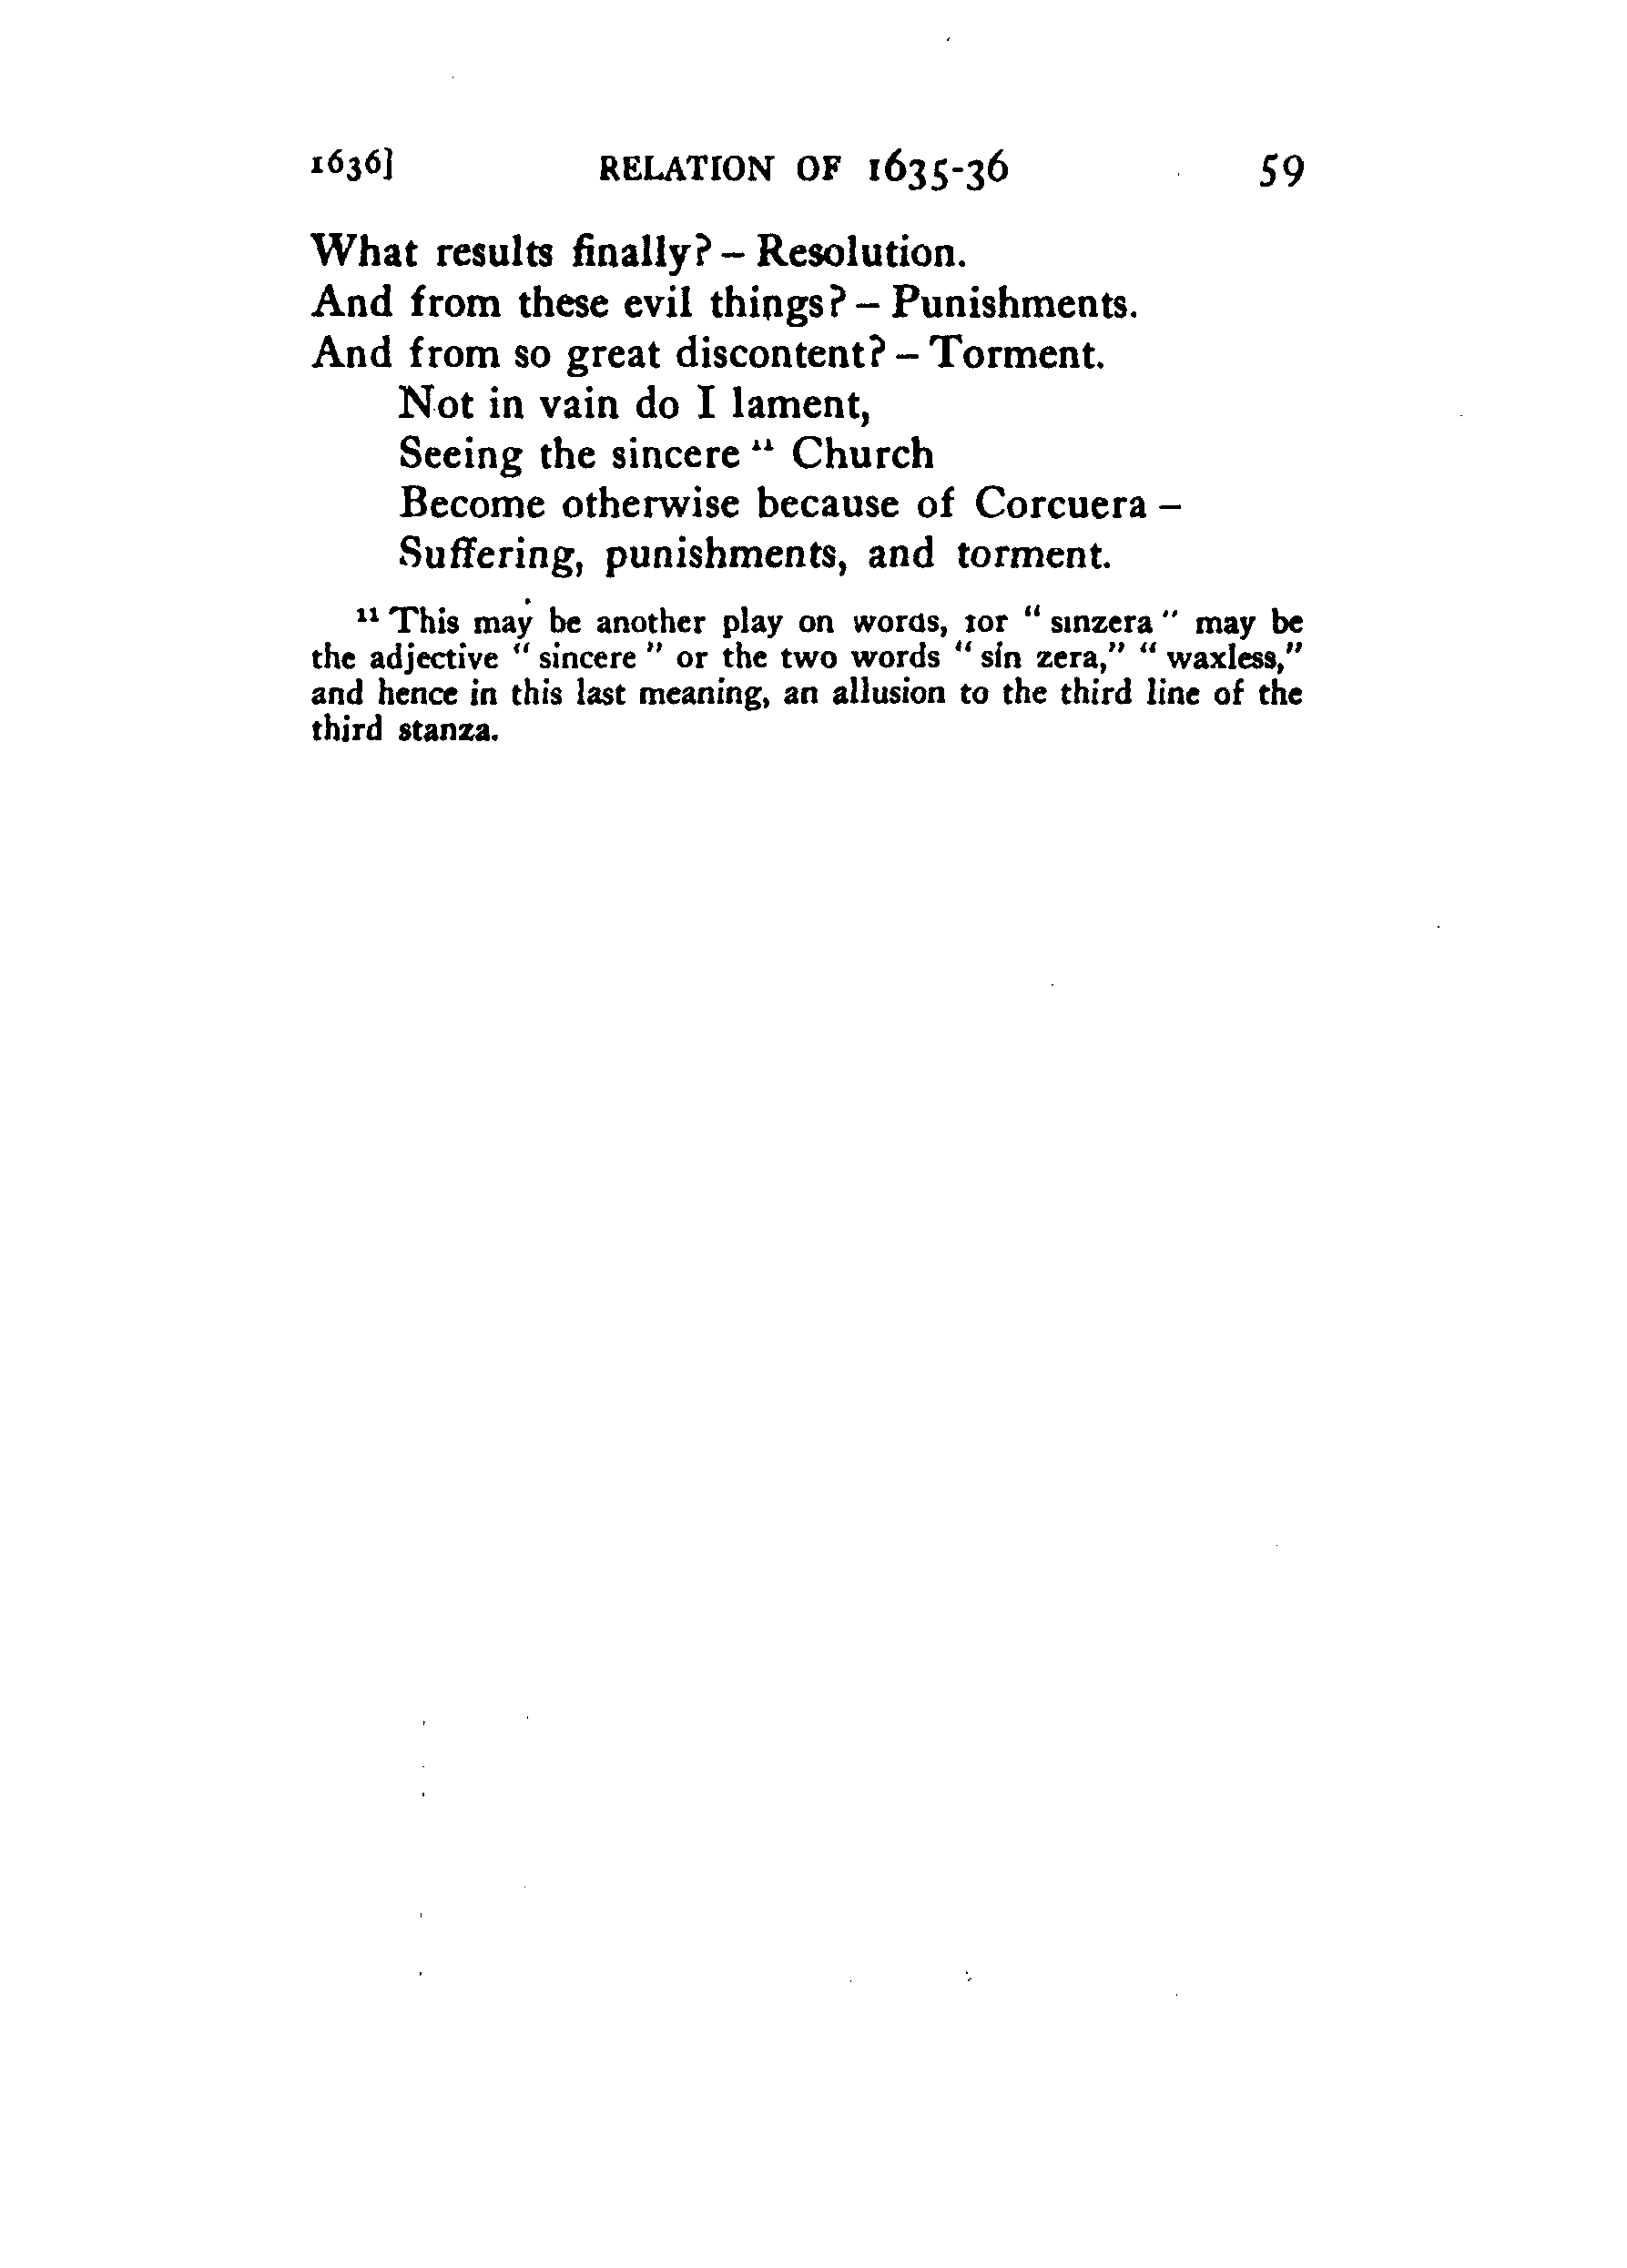 1636] RELATION OF 1635-36 59
What results finally? – Resolution.
And from these evil things? – Punishments.
And from so great discontent? – Torment.
Not in vain do I lament,
Seeing the sincere ¹¹ Church
Become otherwise because of Corcuera –
Suffering, punishments, and torment.
¹¹ This may be another play on words, for " sinzera " may be
the adjective " sincere " or the two words " sín zera," " waxless,"
and hence in this last meaning, an allusion to the third line of the
third stanza.